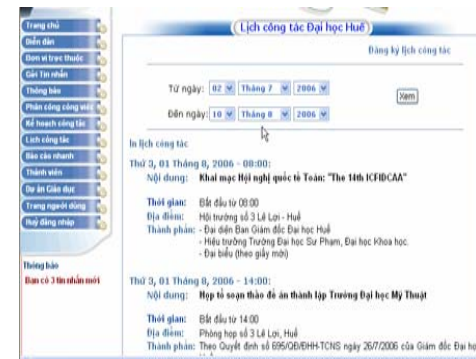 Trang chủ
Diễn đàn
Đơn vị trực thuộc
Gửi Tin nhắn
Thông báo
Phân công công việc
Kế hoạch công tác
Lịch công tác
Báo cáo nhanh
Thành viên
Dự án Giáo dục
Trang người dùng
Huỷ đăng nhập
Thông báo
Bạn có 3 tin nhắn mới
Lịch công tác Đại học Huế
Đăng ký lịch công tác
Từ ngày: 02 Tháng 7 2006
Xem
Đến ngày: 10 Tháng 8 2006
In lịch công tác
Thứ 3, 01 Tháng 8, 2006 - 08:00:
Nội dung: Khai mạc Hội nghị quốc tế Toán: "The 14th ICFIDCAA"
Thời gian: Bắt đầu từ 08:00
Địa điểm: Hội trường số 3 Lê Lợi - Huế
Thành phần: - Đại diện Ban Giám đốc Đại học Huế
- Hiệu trưởng Trường Đại học Sư Phạm, Đại học Khoa học.
- Đại biểu (theo giấy mời)
Thứ 3, 01 Tháng 8, 2006 - 14:00:
Nội dung: Họp tổ soạn thảo đề án thành lập Trường Đại học Mỹ Thuật
Thời gian: Bắt đầu từ 14:00
Địa điểm: Phòng họp số 3 Lê Lợi, Huế
Thành phần: Theo Quyết định số 695/QĐ/ĐHH-TCNS ngày 26/7/2006 của Giám đốc Đại họ